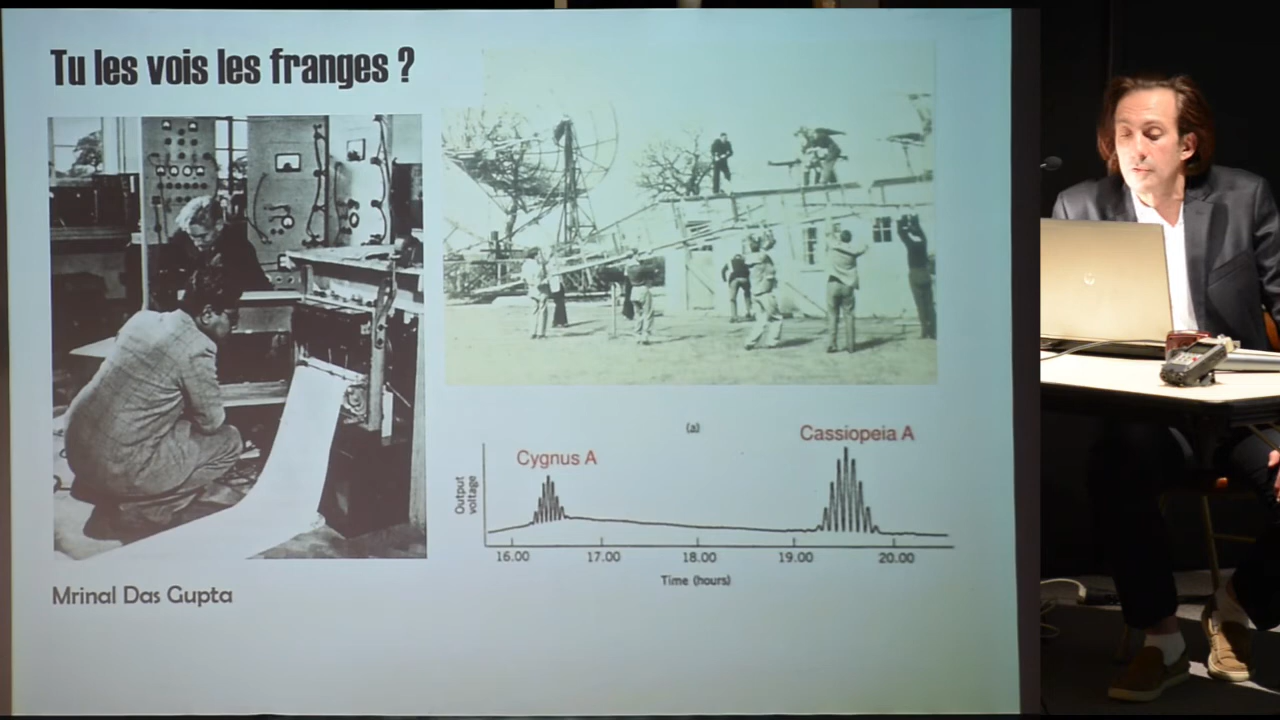 Tu les vois les franges ?
Mrinal Das Gupta
(a)
Cygnus A
Cassiopeia A
Output
voltage
16.00 17.00 18.00 19.00 20.00
Time (hours)